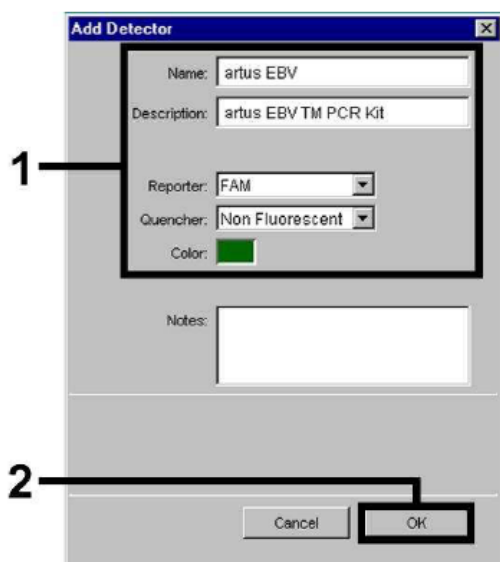 Add Detector
Name: artus EBV
Description: artus EBV TM PCR Kit
1
Reporter: FAM
Quencher: Non Fluorescent
Color:
Notes:
2
Cancel OK